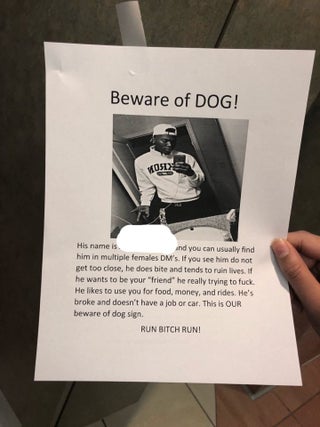 Beware of DOG!
His name is nd you can usually find
him in multiple females DM's. If you see him do not
get too close, he does bite and tends to ruin lives. If
he wants to be your "friend" he really trying to fuck.
He likes to use you for food, money, and rides. He's
broke and doesn't have a job or car. This is OUR
beware of dog sign.
RUN BITCH RUN!